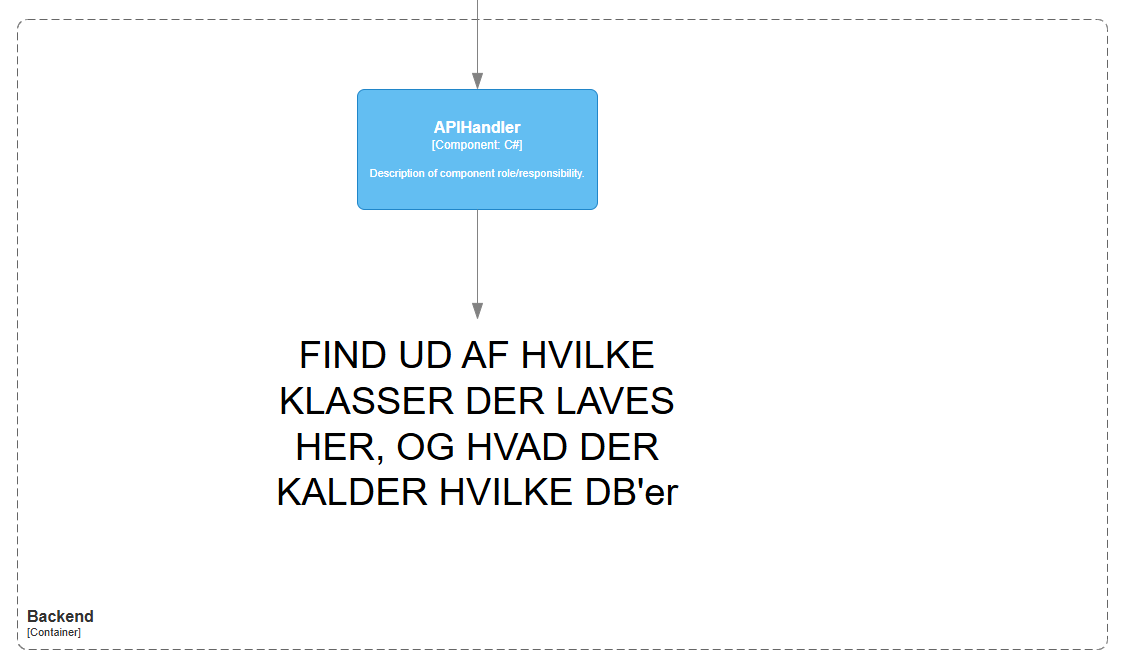 APIHandler
[Component: C#]
Description of component role/responsibility.
FIND UD AF HVILKE
KLASSER DER LAVES
HER, OG HVAD DER
KALDER HVILKE DB'er
Backend
[Container]